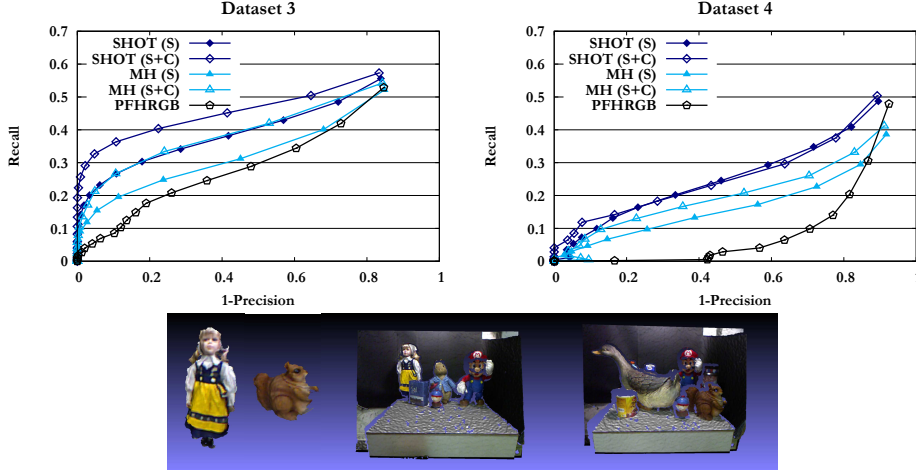 Dataset 3
SHOT (S)
SHOT (S+C)
MH (S)
MH (S+C)
PFHRGB
Recall
0.7
0.6
0.5
0.4
0.3
0.2
0.1
0
0 0.2 0.4 0.6 0.8 1
1-Precision
Dataset 4
SHOT (S)
SHOT (S+C)
MH (S)
MH (S+C)
PFHRGB
Recall
0.7
0.6
0.5
0.4
0.3
0.2
0.1
0
0 0.2 0.4 0.6 0.8 1
1-Precision